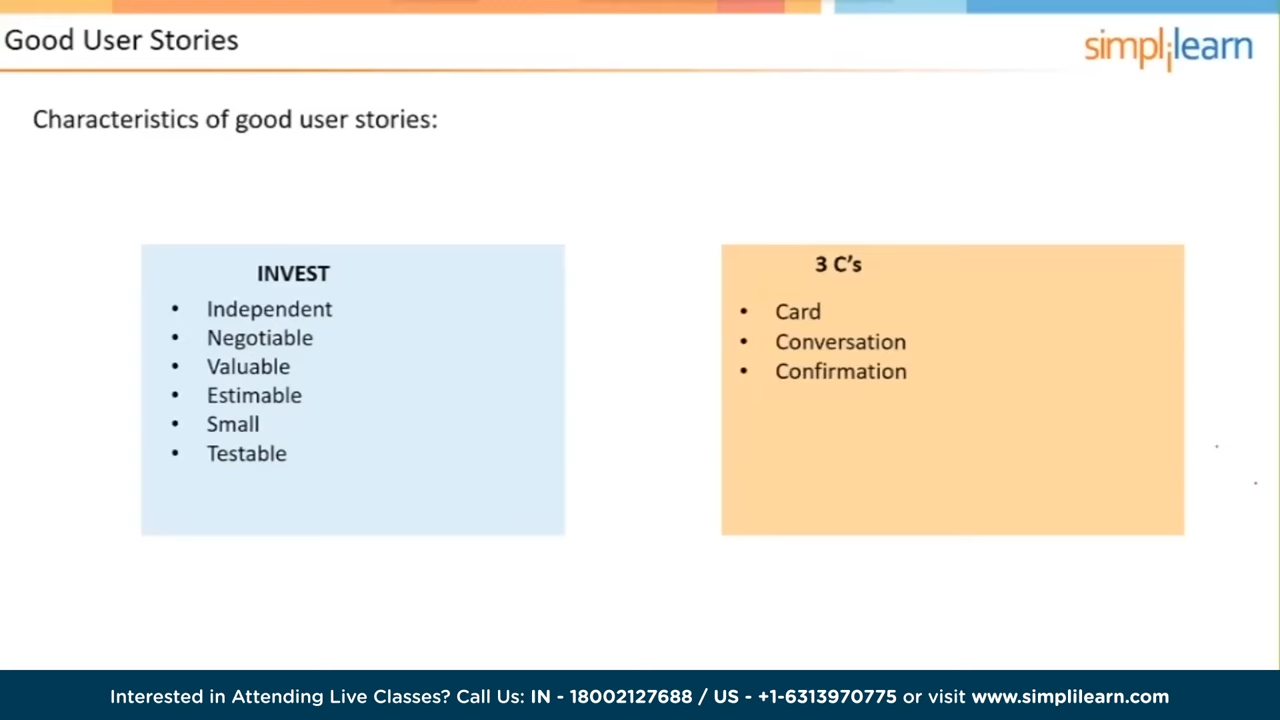 Good User Stories
simplilearn
Characteristics of good user stories:
INVEST
• Independent
• Negotiable
• Valuable
• Estimable
• Small
• Testable
3 C’s
• Card
• Conversation
• Confirmation
Interested in Attending Live Classes? Call Us: IN - 18002127688 / US - +1-6313970775 or visit www.simplilearn.com